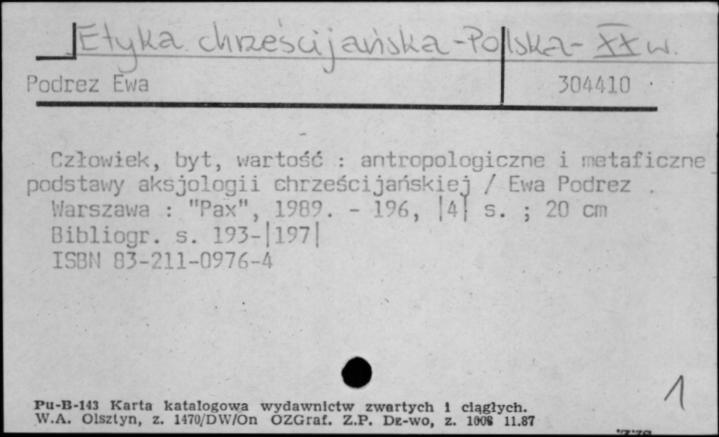 Etyka chrześcijańska - Polska - XX w.
Podrez Ewa 304410
Człowiek, byt, wartość : antropologiczne i metaficzne
podstawy aksjologii chrześcijańskiej / Ewa Podrez .
Warszawa : "Pax", 1989. - 196, |4| s. ; 20 cm
Bibliogr. s. 193-|197|
ISBN 83-211-0976-4
1
Pu-B-143 Karta katalogowa wydawnictw zwartych i ciągłych.
W.A. Olsztyn, z. 1470/DW/On OZGraf. Z.P. Dz-wo, z. 1008 11.87